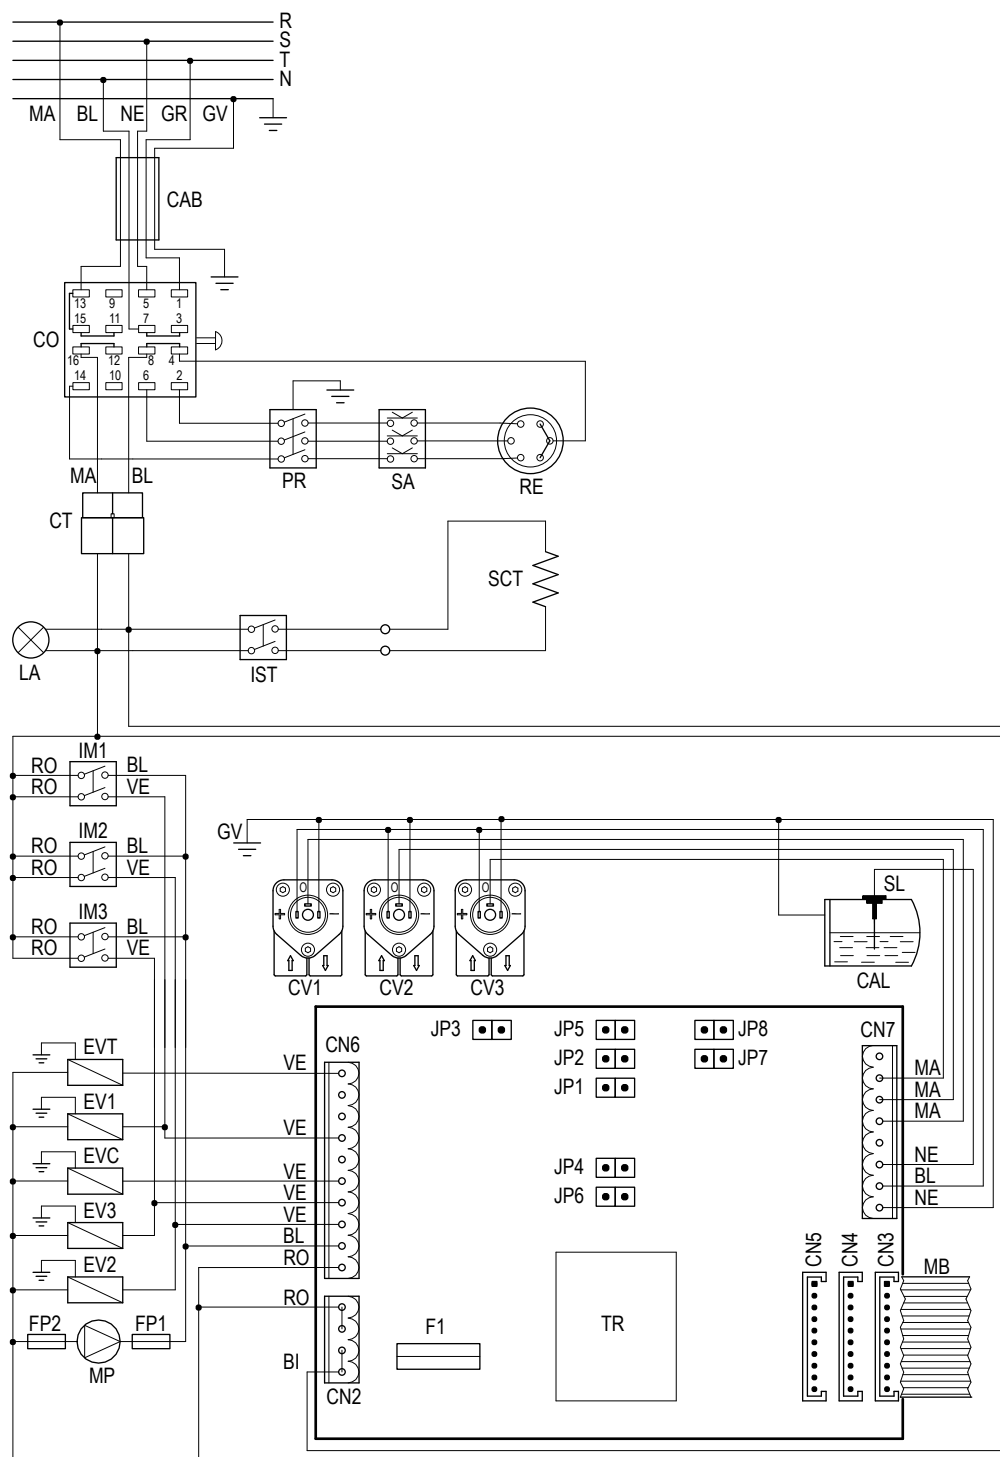 R
S
T
N
MA BL NE GR GV
CAB
13 9 5 1
15 11 7 3
CO
16 12 8 4
14 10 6 2
MA BL
PR SA RE
CT
SCT
LA IST
IM1
RO BL
RO VE
IM2
RO BL
RO VE
IM3
RO BL
RO VE
GV
0 0 0
+ − + − + −
CV1 CV2 CV3
SL
CAL
JP3 JP5 JP8
JP2 JP7
JP1
JP4
JP6
CN6
CN7
MA
MA
MA
NE
BL
NE
EVT VE
EV1 VE
EVC VE
VE
EV3 VE
BL
EV2 RO
RO
FP2 FP1
MP
BI
CN2
F1
TR
CN5 CN4 CN3 MB